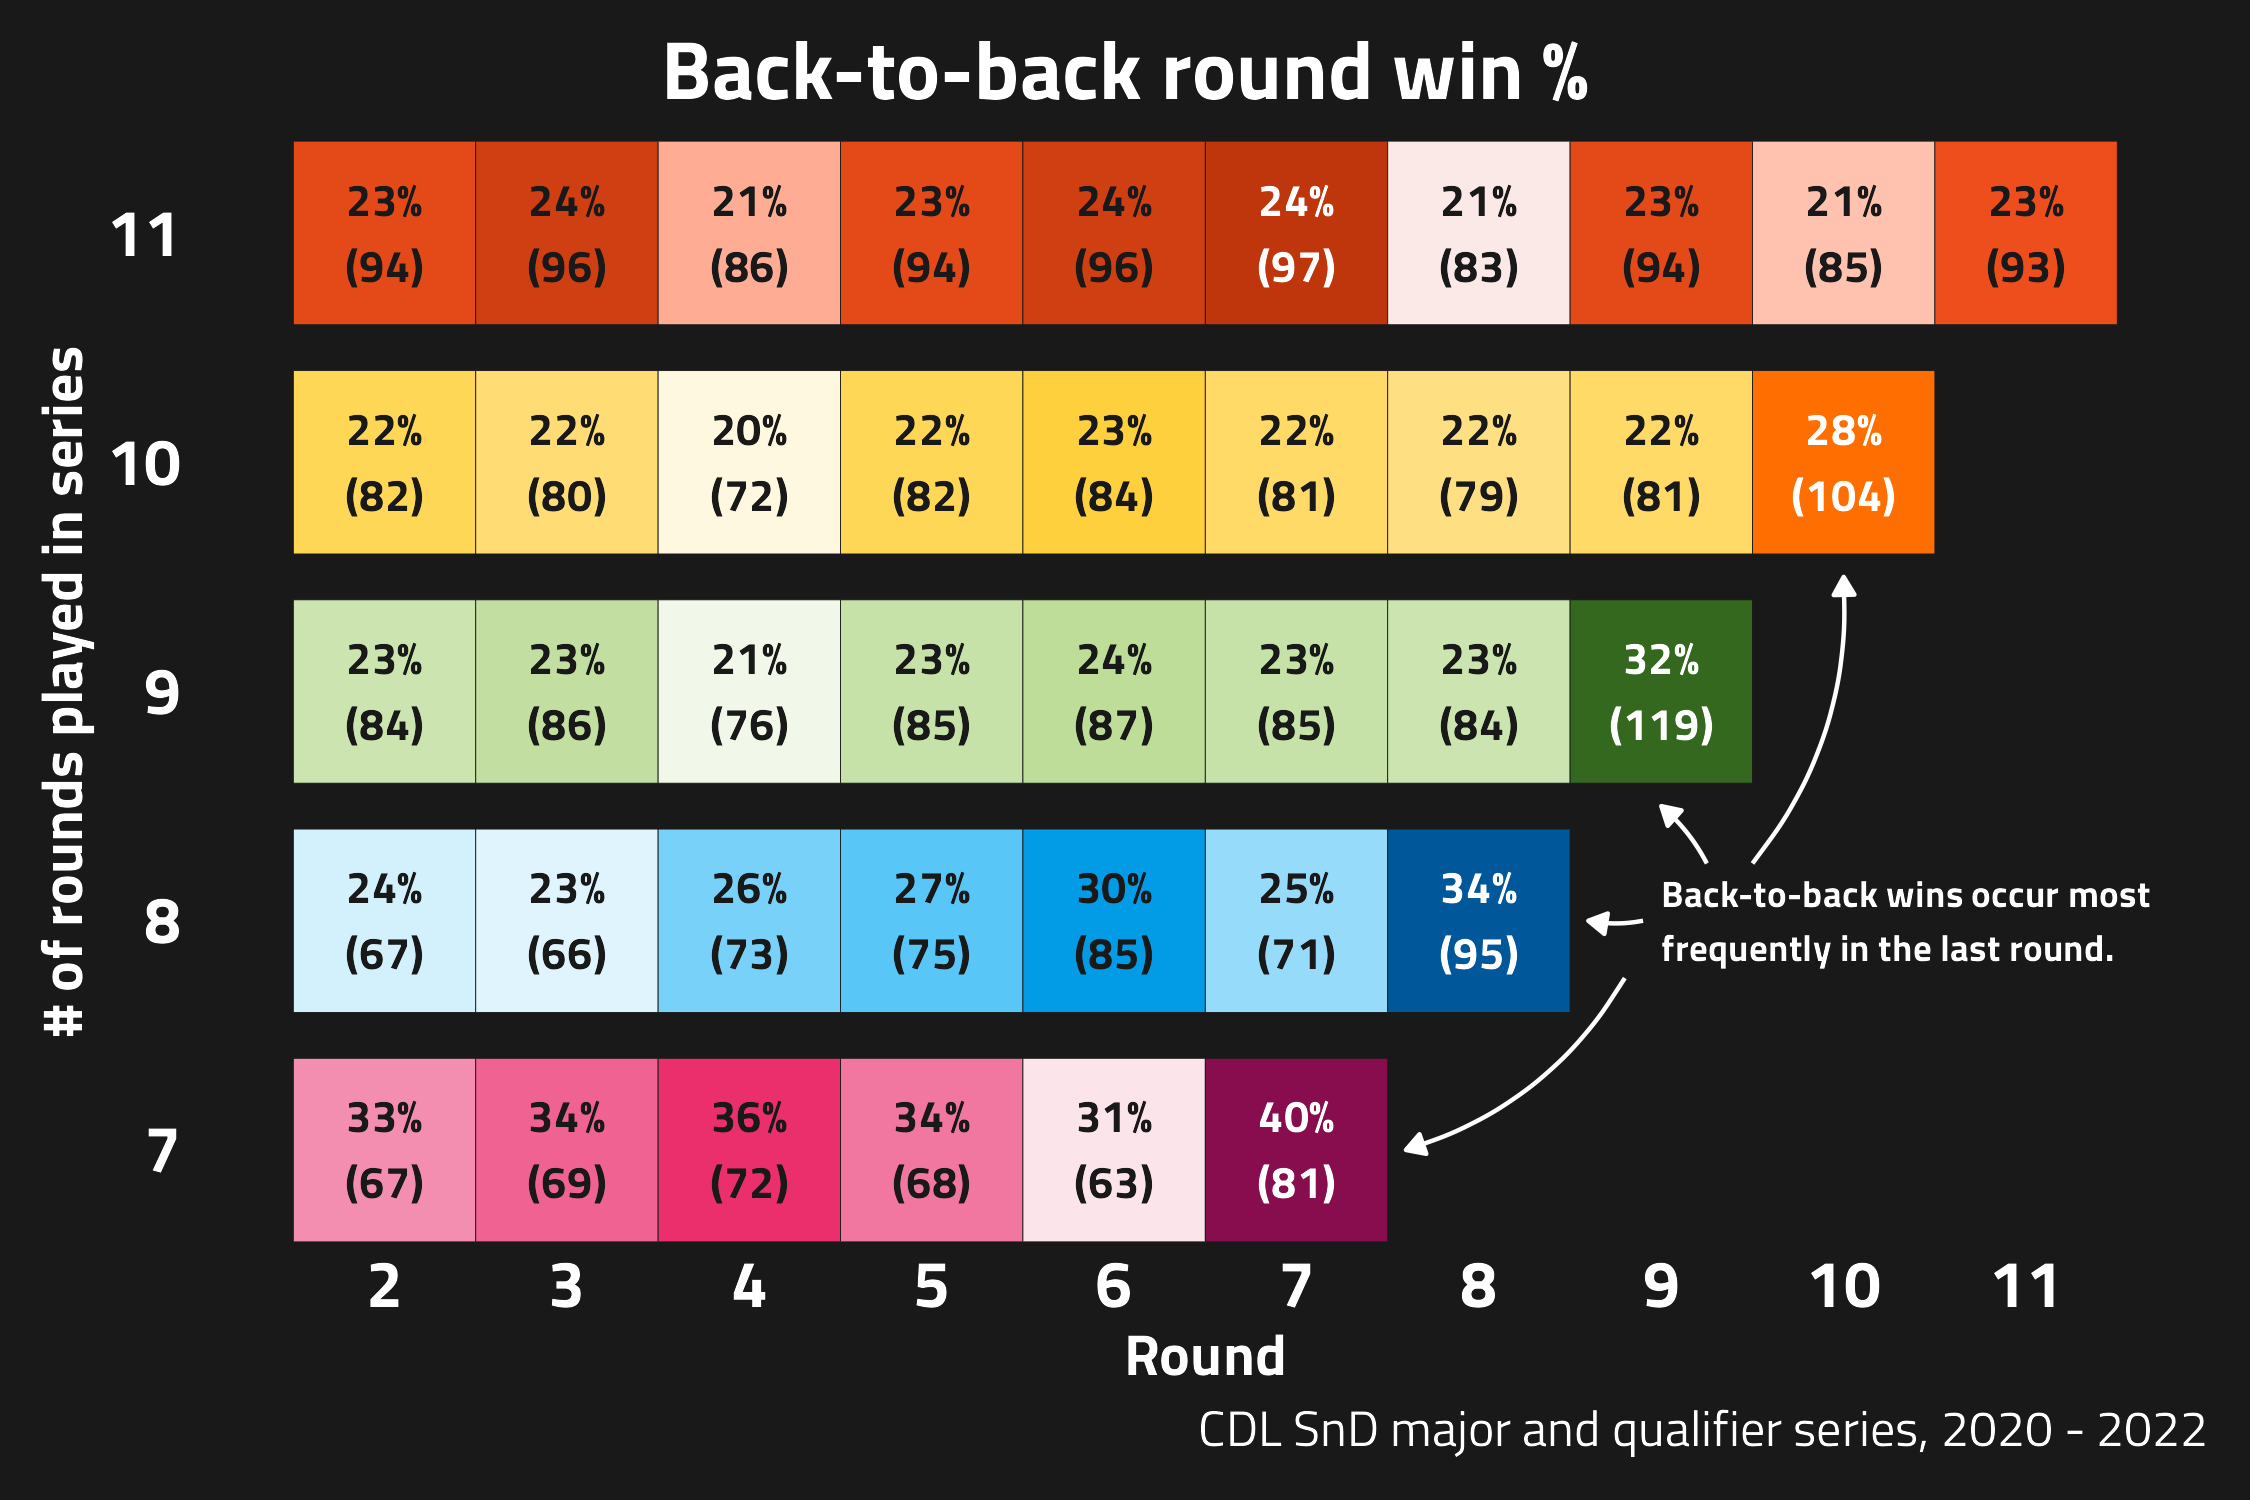 Back-to-back round win %
# of rounds played in series
11
23% 24% 21% 23% 24% 24% 21% 23% 21% 23%
(94) (96) (86) (94) (96) (97) (83) (94) (85) (93)
10
22% 22% 20% 22% 23% 22% 22% 22% 28%
(82) (80) (72) (82) (84) (81) (79) (81) (104)
9
23% 23% 21% 23% 24% 23% 23% 32%
(84) (86) (76) (85) (87) (85) (84) (119)
8
24% 23% 26% 27% 30% 25% 34%
(67) (66) (73) (75) (85) (71) (95)
Back-to-back wins occur most
frequently in the last round.
7
33% 34% 36% 34% 31% 40%
(67) (69) (72) (68) (63) (81)
2 3 4 5 6 7 8 9 10 11
Round
CDL SnD major and qualifier series, 2020 - 2022